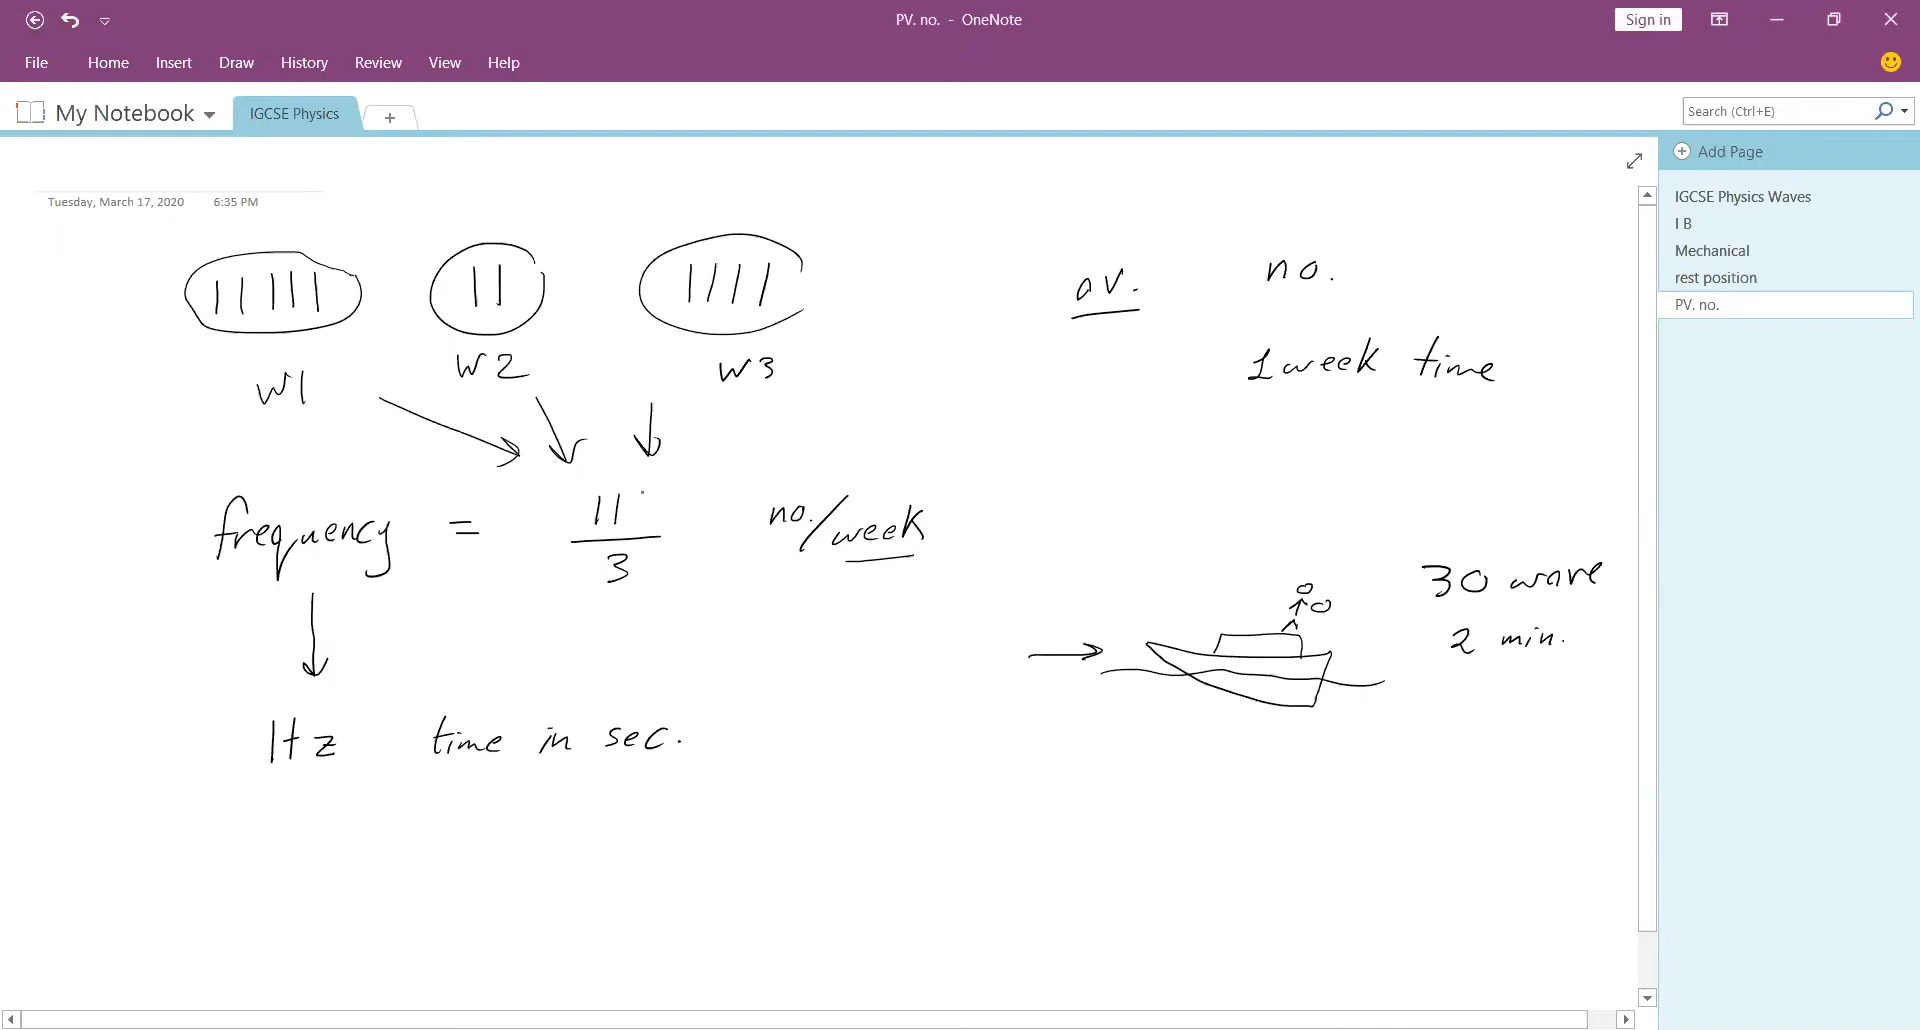 PV. no. - OneNote
Sign in
File Home Insert Draw History Review View Help
My Notebook
IGCSE Physics
+
Search (Ctrl+E)
Add Page
IGCSE Physics Waves
I B
Mechanical
rest position
PV. no.
Tuesday, March 17, 2020 6:35 PM
av. no.
W1 W2 W3
1 week time
frequency = 11/3 no./week
30 wave
2 min.
Hz time in sec.